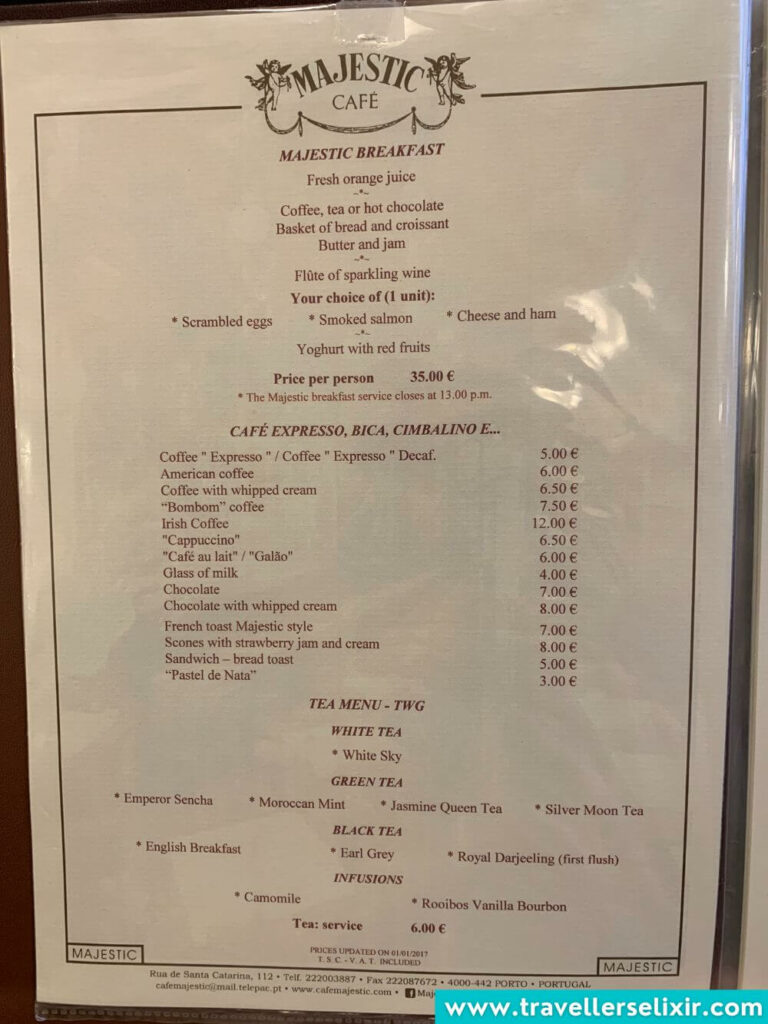 MAJESTIC
CAFÉ
MAJESTIC BREAKFAST
Fresh orange juice
~*~
Coffee, tea or hot chocolate
Basket of bread and croissant
Butter and jam
~*~
Flûte of sparkling wine
Your choice of (1 unit):
* Scrambled eggs * Smoked salmon * Cheese and ham
~*~
Yoghurt with red fruits
Price per person 35.00 €
* The Majestic breakfast service closes at 13.00 p.m.
CAFÉ EXPRESSO, BICA, CIMBALINO E...
Coffee " Expresso " / Coffee " Expresso " Decaf. 5.00 €
American coffee 6.00 €
Coffee with whipped cream 6.50 €
“Bombom” coffee 7.50 €
Irish Coffee 12.00 €
"Cappuccino" 6.50 €
"Café au lait" / "Galão" 6.00 €
Glass of milk 4.00 €
Chocolate 7.00 €
Chocolate with whipped cream 8.00 €
French toast Majestic style 7.00 €
Scones with strawberry jam and cream 8.00 €
Sandwich – bread toast 5.00 €
“Pastel de Nata” 3.00 €
TEA MENU - TWG
WHITE TEA
* White Sky
GREEN TEA
* Emperor Sencha * Moroccan Mint * Jasmine Queen Tea * Silver Moon Tea
BLACK TEA
* English Breakfast * Earl Grey * Royal Darjeeling (first flush)
INFUSIONS
* Camomile * Rooibos Vanilla Bourbon
Tea: service 6.00 €
MAJESTIC
PRICES UPDATED ON 01/01/2017
T. S. C. - V. A. T. INCLUDED
MAJESTIC
Rua de Santa Catarina, 112 • Telf. 222003887 • Fax 222087672 • 4000-442 PORTO • PORTUGAL
cafemajestic@mail.telepac.pt • www.cafemajestic.com •
www.travellerselixir.com